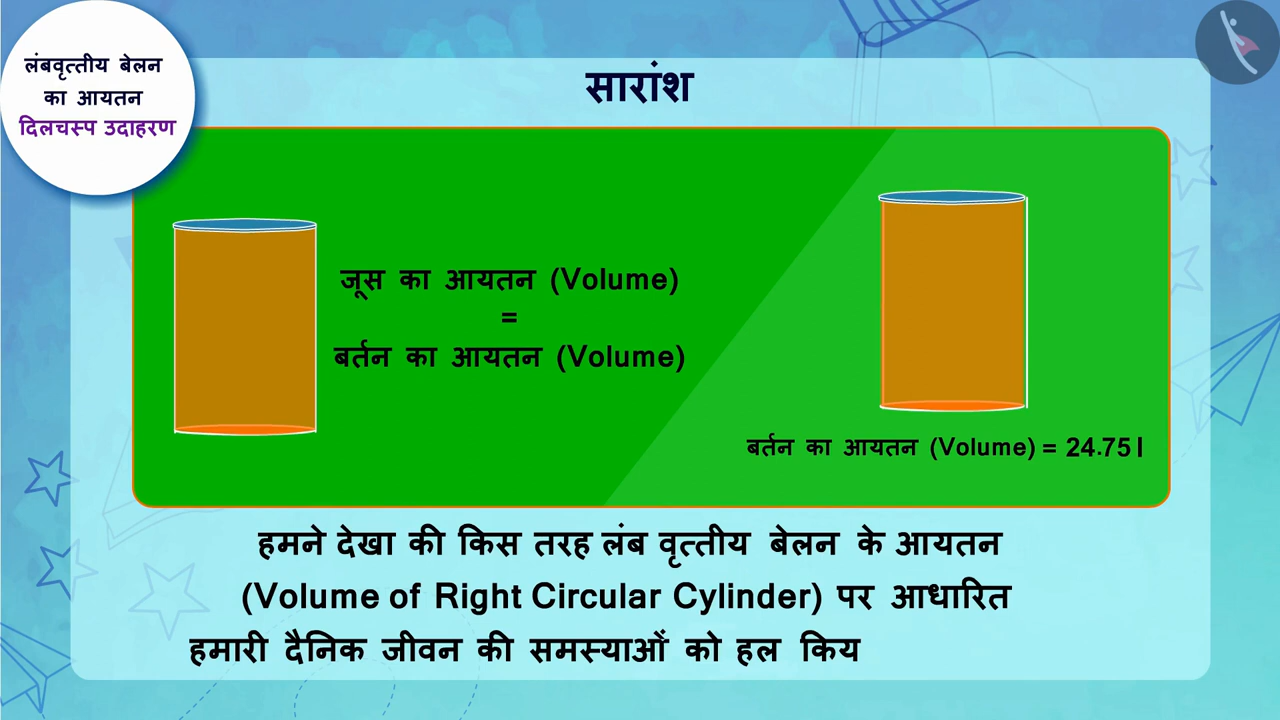 लंबवृत्तीय बेलन
का आयतन
दिलचस्प उदाहरण
सारांश
जूस का आयतन (Volume)
=
बर्तन का आयतन (Volume)
बर्तन का आयतन (Volume) = 24.75 l
हमने देखा की किस तरह लंब वृत्तीय बेलन के आयतन
(Volume of Right Circular Cylinder) पर आधारित
हमारी दैनिक जीवन की समस्याओं को हल किय